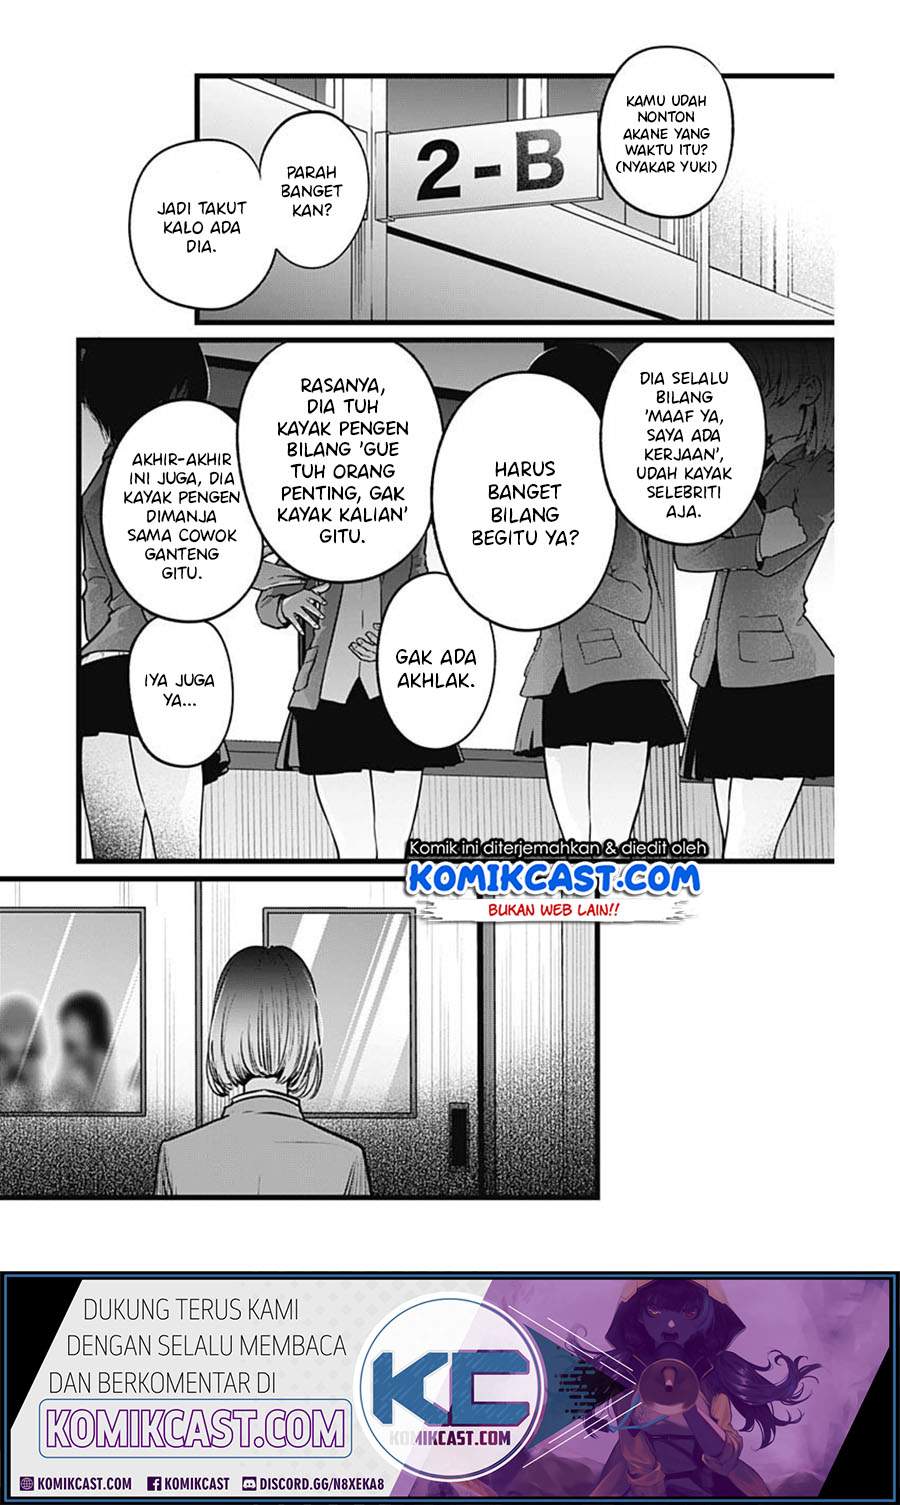 KAMU UDAH
NONTON
AKANE YANG
WAKTU ITU?
(NYAKAR YUKI)
2-B
PARAH
BANGET
KAN?
JADI TAKUT
KALO ADA
DIA.
DIA SELALU
BILANG
'MAAF YA,
SAYA ADA
KERJAAN',
UDAH KAYAK
SELEBRITI
AJA.
HARUS
BANGET
BILANG
BEGITU YA?
RASANYA,
DIA TUH
KAYAK PENGEN
BILANG 'GUE
TUH ORANG
PENTING, GAK
KAYAK KALIAN'
GITU.
GAK ADA
AKHLAK.
AKHIR-AKHIR
INI JUGA, DIA
KAYAK PENGEN
DIMANJA
SAMA COWOK
GANTENG
GITU.
IYA JUGA
YA...
Komik ini diterjemahkan & diedit oleh
KOMIKCAST.COM
BUKAN WEB LAIN!!
DUKUNG TERUS KAMI
DENGAN SELALU MEMBACA
DAN BERKOMENTAR DI
KOMIKCAST.COM
KC
KOMIKCAST.COM
KOMIKCAST.COM KOMIKCAST DISCORD.GG/N8XEKA8